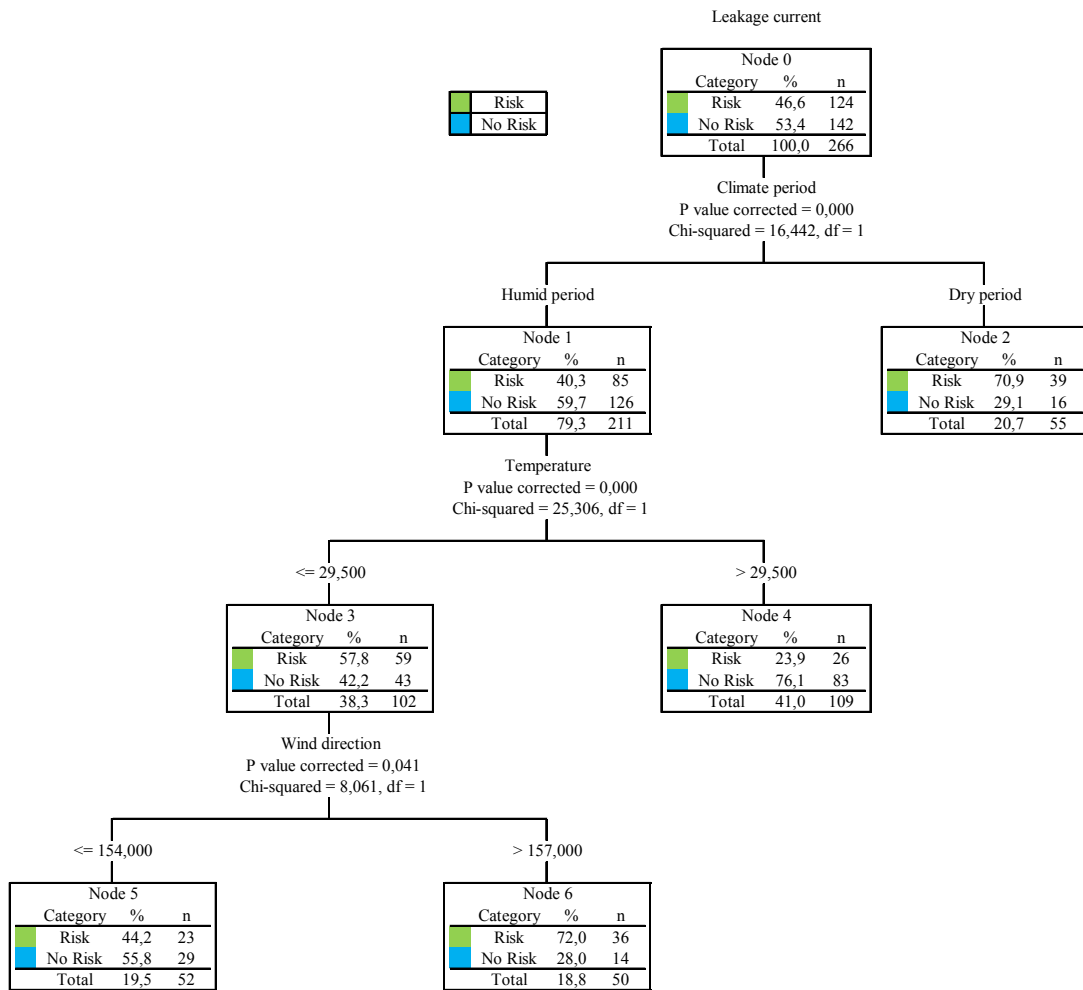 Leakage current
Risk
No Risk
Node 0
Category % n
Risk 46,6 124
No Risk 53,4 142
Total 100,0 266
Climate period
P value corrected = 0,000
Chi-squared = 16,442, df = 1
Humid period
Dry period
Node 1
Category % n
Risk 40,3 85
No Risk 59,7 126
Total 79,3 211
Node 2
Category % n
Risk 70,9 39
No Risk 29,1 16
Total 20,7 55
Temperature
P value corrected = 0,000
Chi-squared = 25,306, df = 1
<= 29,500
> 29,500
Node 3
Category % n
Risk 57,8 59
No Risk 42,2 43
Total 38,3 102
Node 4
Category % n
Risk 23,9 26
No Risk 76,1 83
Total 41,0 109
Wind direction
P value corrected = 0,041
Chi-squared = 8,061, df = 1
<= 154,000
> 157,000
Node 5
Category % n
Risk 44,2 23
No Risk 55,8 29
Total 19,5 52
Node 6
Category % n
Risk 72,0 36
No Risk 28,0 14
Total 18,8 50